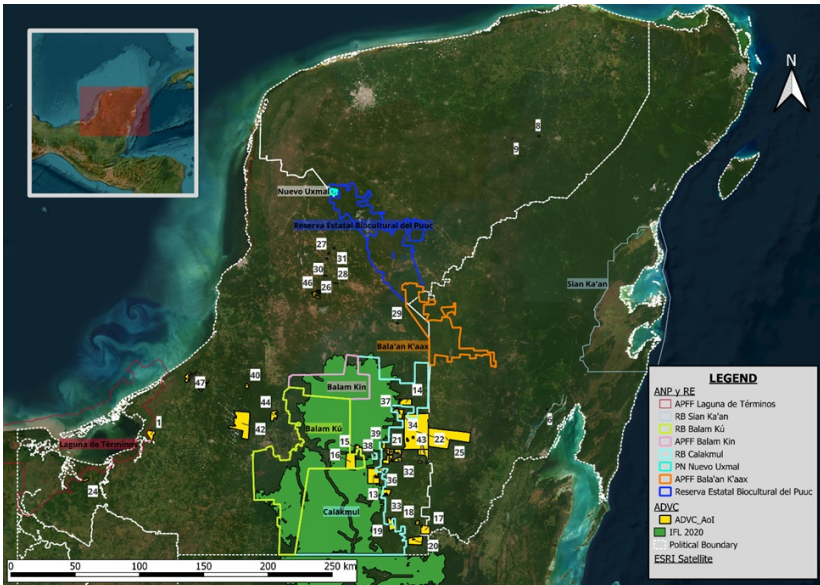 N
8
9
Nuevo Uxmal
Reserva Estatal Biocultural del Puuc
27
31
30
28
46
26
Sian Ka'an
29
Bala'an K'aax
40
47
Balam Kin
14
37
44
1
34
42
Balam Kú
39
15
21
43
22
Laguna de Términos
38
25
16
6
36
32
24
13
Calakmul
33
18
17
19
20
0 50 100 150 200 250 km
LEGEND
ANP y RE
APFF Laguna de Términos
RB Sian Ka'an
RB Balam Kú
APFF Balam Kin
RB Calakmul
PN Nuevo Uxmal
APFF Bala'an K'aax
Reserva Estatal Biocultural del Puuc
ADVC
ADVC_AoI
IFL 2020
Political Boundary
ESRI Satellite